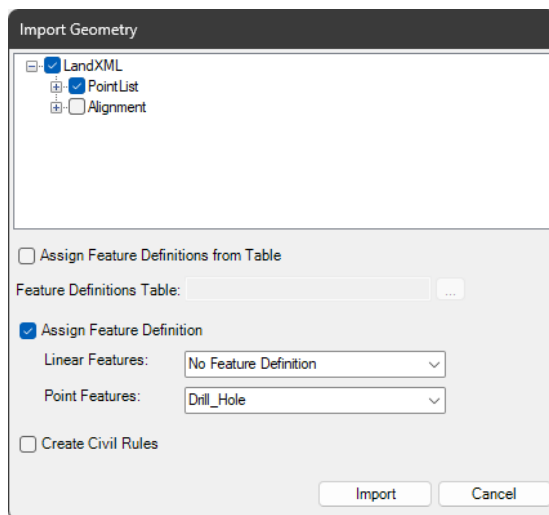 Import Geometry
LandXML
PointList
Alignment
Assign Feature Definitions from Table
Feature Definitions Table:
...
Assign Feature Definition
Linear Features: No Feature Definition
Point Features: Drill_Hole
Create Civil Rules
Import Cancel